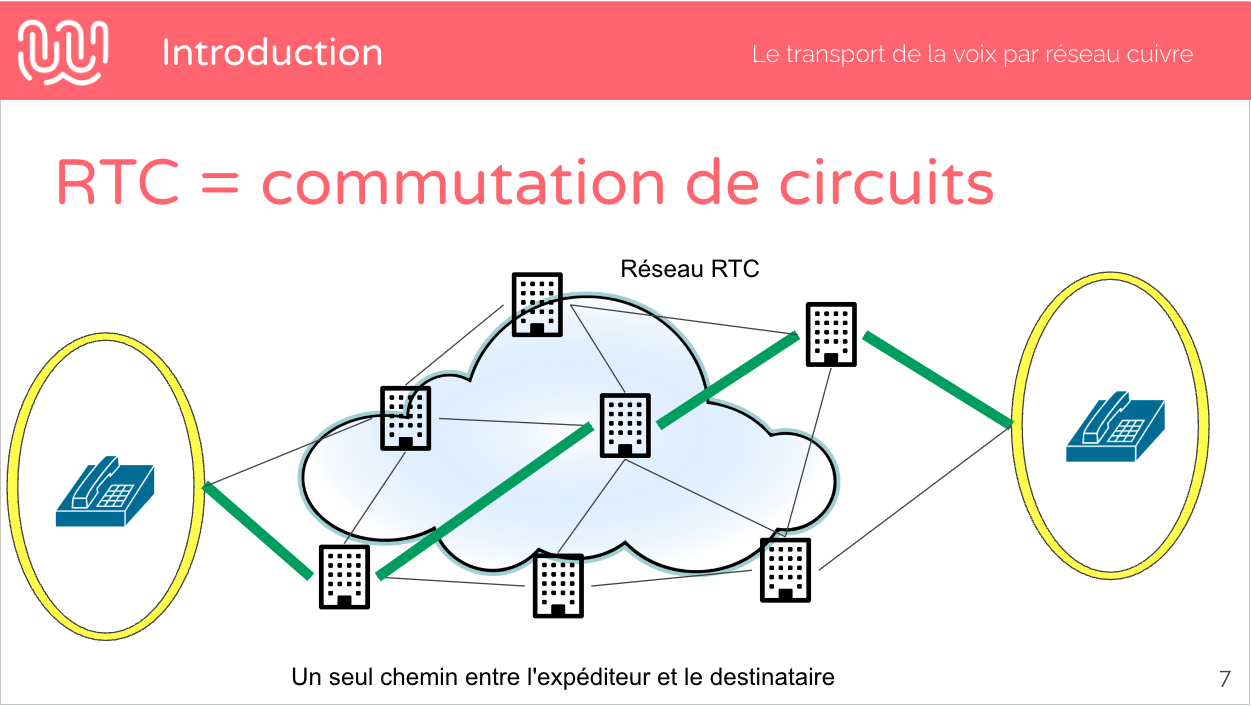 Introduction
Le transport de la voix par réseau cuivre
RTC = commutation de circuits
Réseau RTC
Un seul chemin entre l'expéditeur et le destinataire
7